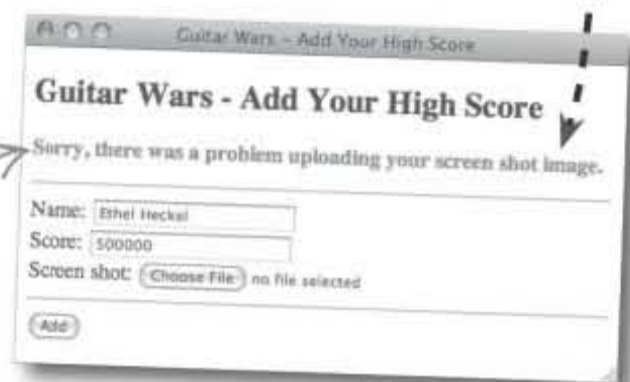 Guitar Wars - Add Your High Score
Guitar Wars - Add Your High Score
Sorry, there was a problem uploading your screen shot image.
Name: Ethel Heckel
Score: 500000
Screen shot: Choose File no file selected
Add